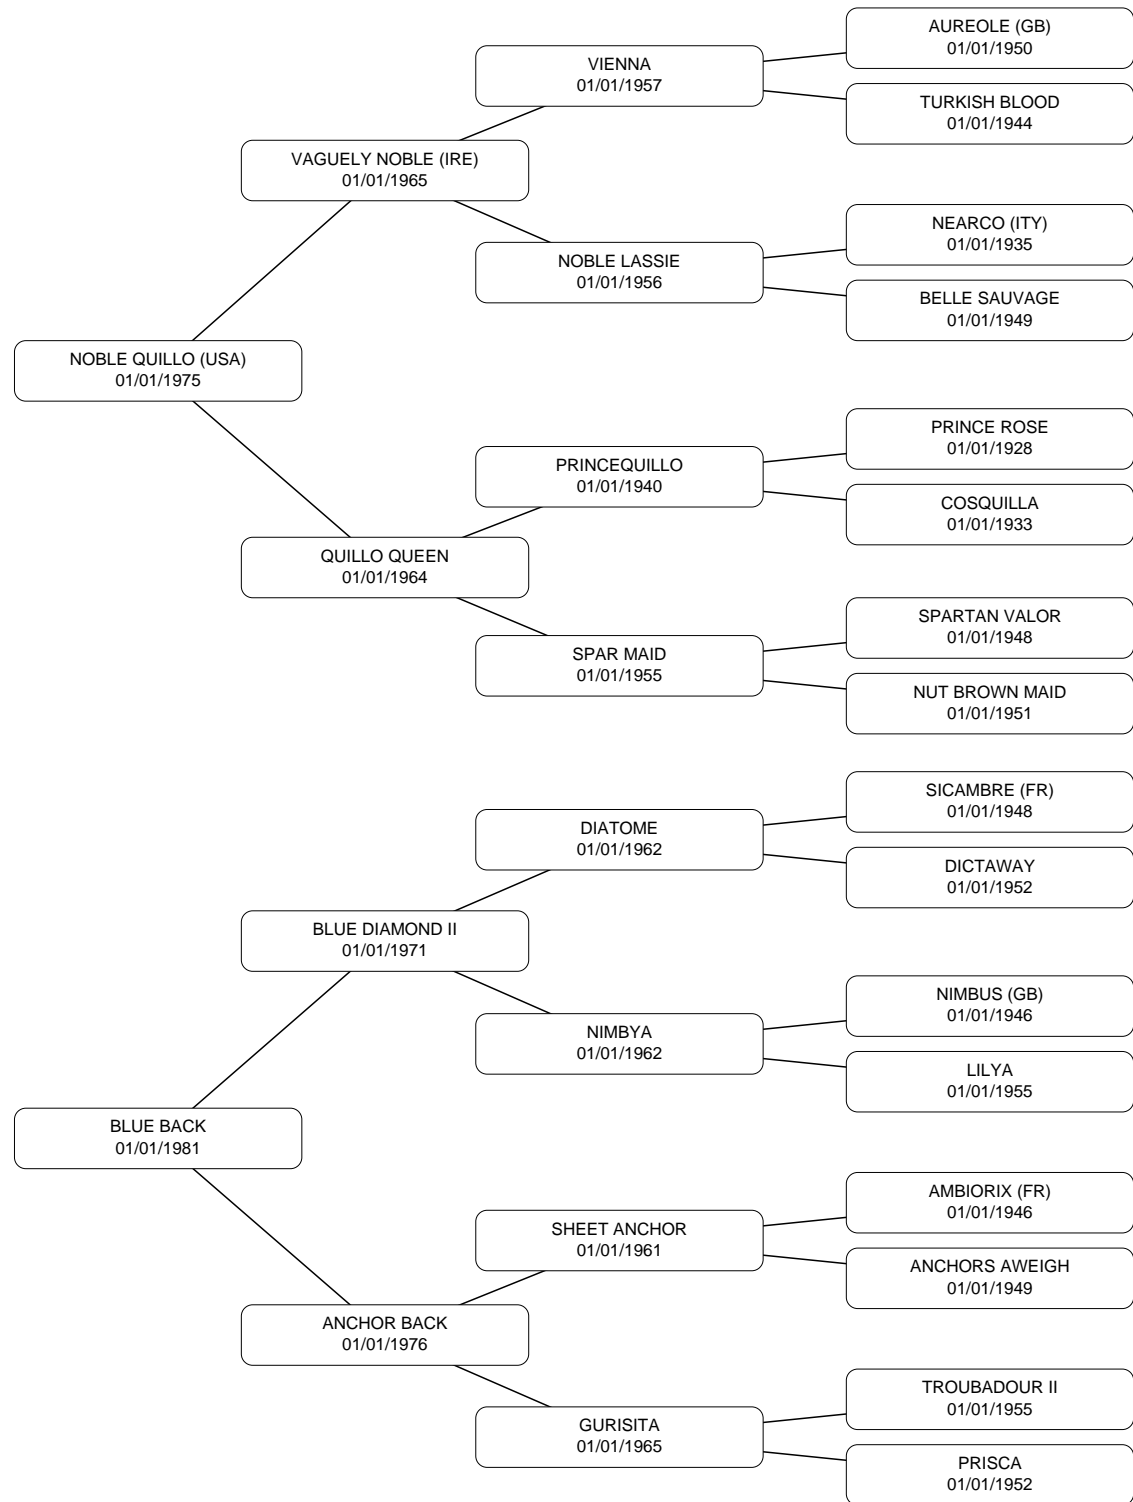 AUREOLE (GB)
01/01/1950
VIENNA
01/01/1957
TURKISH BLOOD
01/01/1944
VAGUELY NOBLE (IRE)
01/01/1965
NEARCO (ITY)
01/01/1935
NOBLE LASSIE
01/01/1956
BELLE SAUVAGE
01/01/1949
NOBLE QUILLO (USA)
01/01/1975
PRINCE ROSE
01/01/1928
PRINCEQUILLO
01/01/1940
COSQUILLA
01/01/1933
QUILLO QUEEN
01/01/1964
SPARTAN VALOR
01/01/1948
SPAR MAID
01/01/1955
NUT BROWN MAID
01/01/1951
SICAMBRE (FR)
01/01/1948
DIATOME
01/01/1962
DICTAWAY
01/01/1952
BLUE DIAMOND II
01/01/1971
NIMBUS (GB)
01/01/1946
NIMBYA
01/01/1962
LILYA
01/01/1955
BLUE BACK
01/01/1981
AMBIORIX (FR)
01/01/1946
SHEET ANCHOR
01/01/1961
ANCHORS AWEIGH
01/01/1949
ANCHOR BACK
01/01/1976
TROUBADOUR II
01/01/1955
GURISITA
01/01/1965
PRISCA
01/01/1952